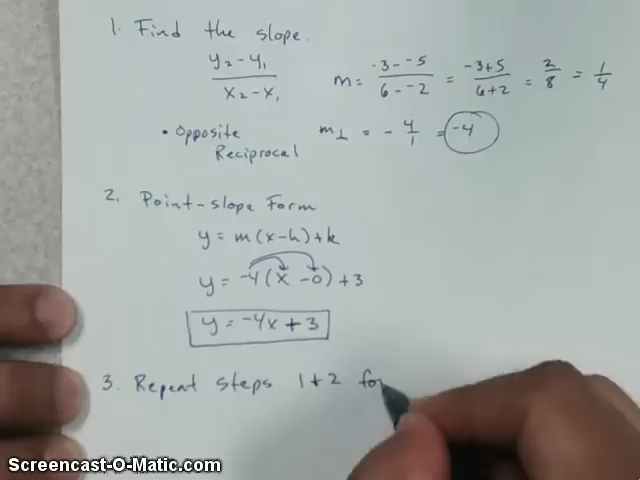 1. Find the slope.
y₂ - y₁ / x₂ - x₁
m = -3 - -5 / 6 - -2 = -3+5 / 6+2 = 2/8 = 1/4
• Opposite Reciprocal
m⊥ = - 4/1 = -4
2. Point-slope Form
y = m(x-h)+k
y = -4(x - 0) + 3
y = -4x + 3
3. Repeat steps 1+2 for
Screencast-O-Matic.com